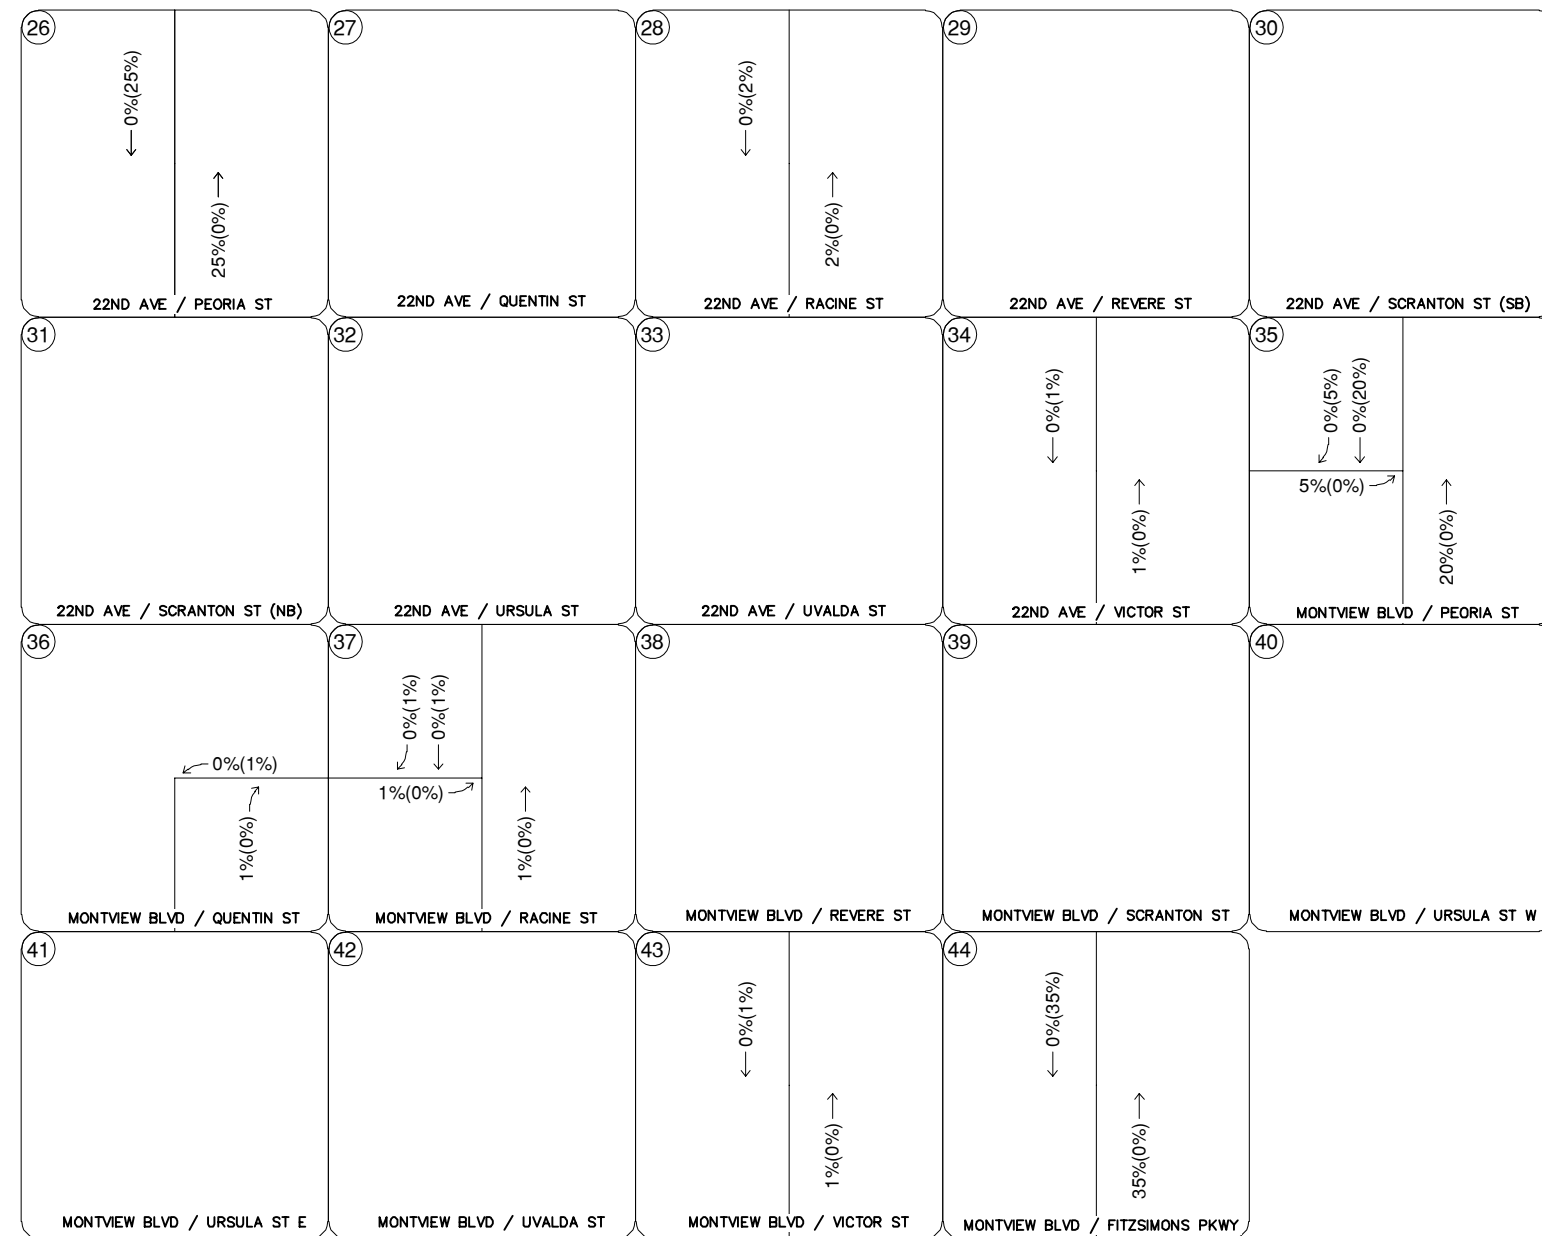 26
0%(25%)
25%(0%)
22ND AVE / PEORIA ST
27
22ND AVE / QUENTIN ST
28
0%(2%)
2%(0%)
22ND AVE / RACINE ST
29
22ND AVE / REVERE ST
30
22ND AVE / SCRANTON ST (SB)
31
22ND AVE / SCRANTON ST (NB)
32
22ND AVE / URSULA ST
33
22ND AVE / UVALDA ST
34
0%(1%)
1%(0%)
22ND AVE / VICTOR ST
35
0%(5%)
0%(20%)
5%(0%)
20%(0%)
MONTVIEW BLVD / PEORIA ST
36
0%(1%)
1%(0%)
MONTVIEW BLVD / QUENTIN ST
37
0%(1%)
0%(1%)
1%(0%)
1%(0%)
MONTVIEW BLVD / RACINE ST
38
MONTVIEW BLVD / REVERE ST
39
MONTVIEW BLVD / SCRANTON ST
40
MONTVIEW BLVD / URSULA ST W
41
MONTVIEW BLVD / URSULA ST E
42
MONTVIEW BLVD / UVALDA ST
43
0%(1%)
1%(0%)
MONTVIEW BLVD / VICTOR ST
44
0%(35%)
35%(0%)
MONTVIEW BLVD / FITZSIMONS PKWY